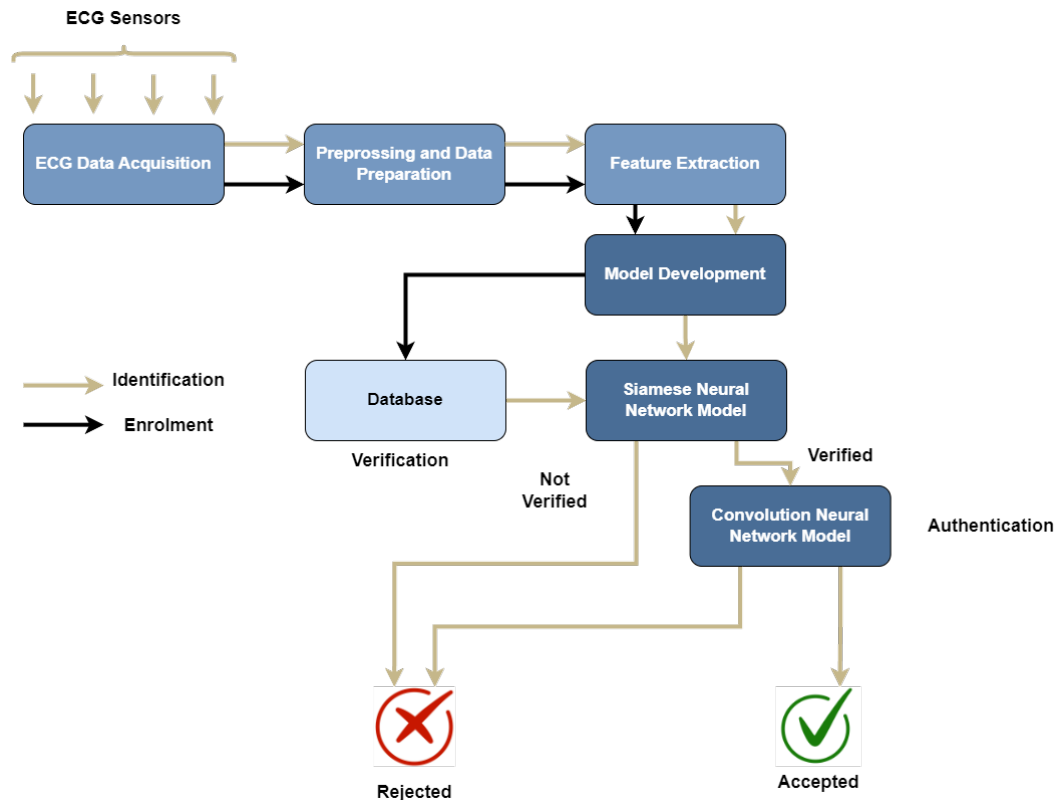 ECG Sensors
ECG Data Acquisition
Preprossing and Data
Preparation
Feature Extraction
Model Development
Identification
Enrolment
Database
Siamese Neural
Network Model
Verification
Not
Verified
Verified
Convolution Neural
Network Model
Authentication
Rejected
Accepted